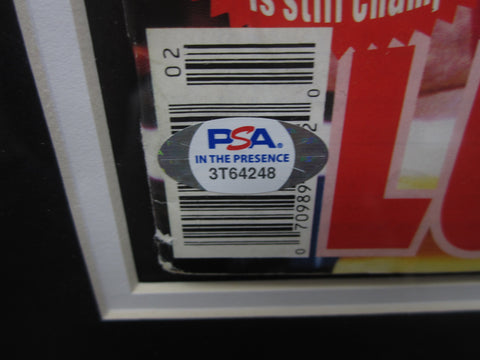 is still champ
02
PSA
IN THE PRESENCE
3T64248
0 70989